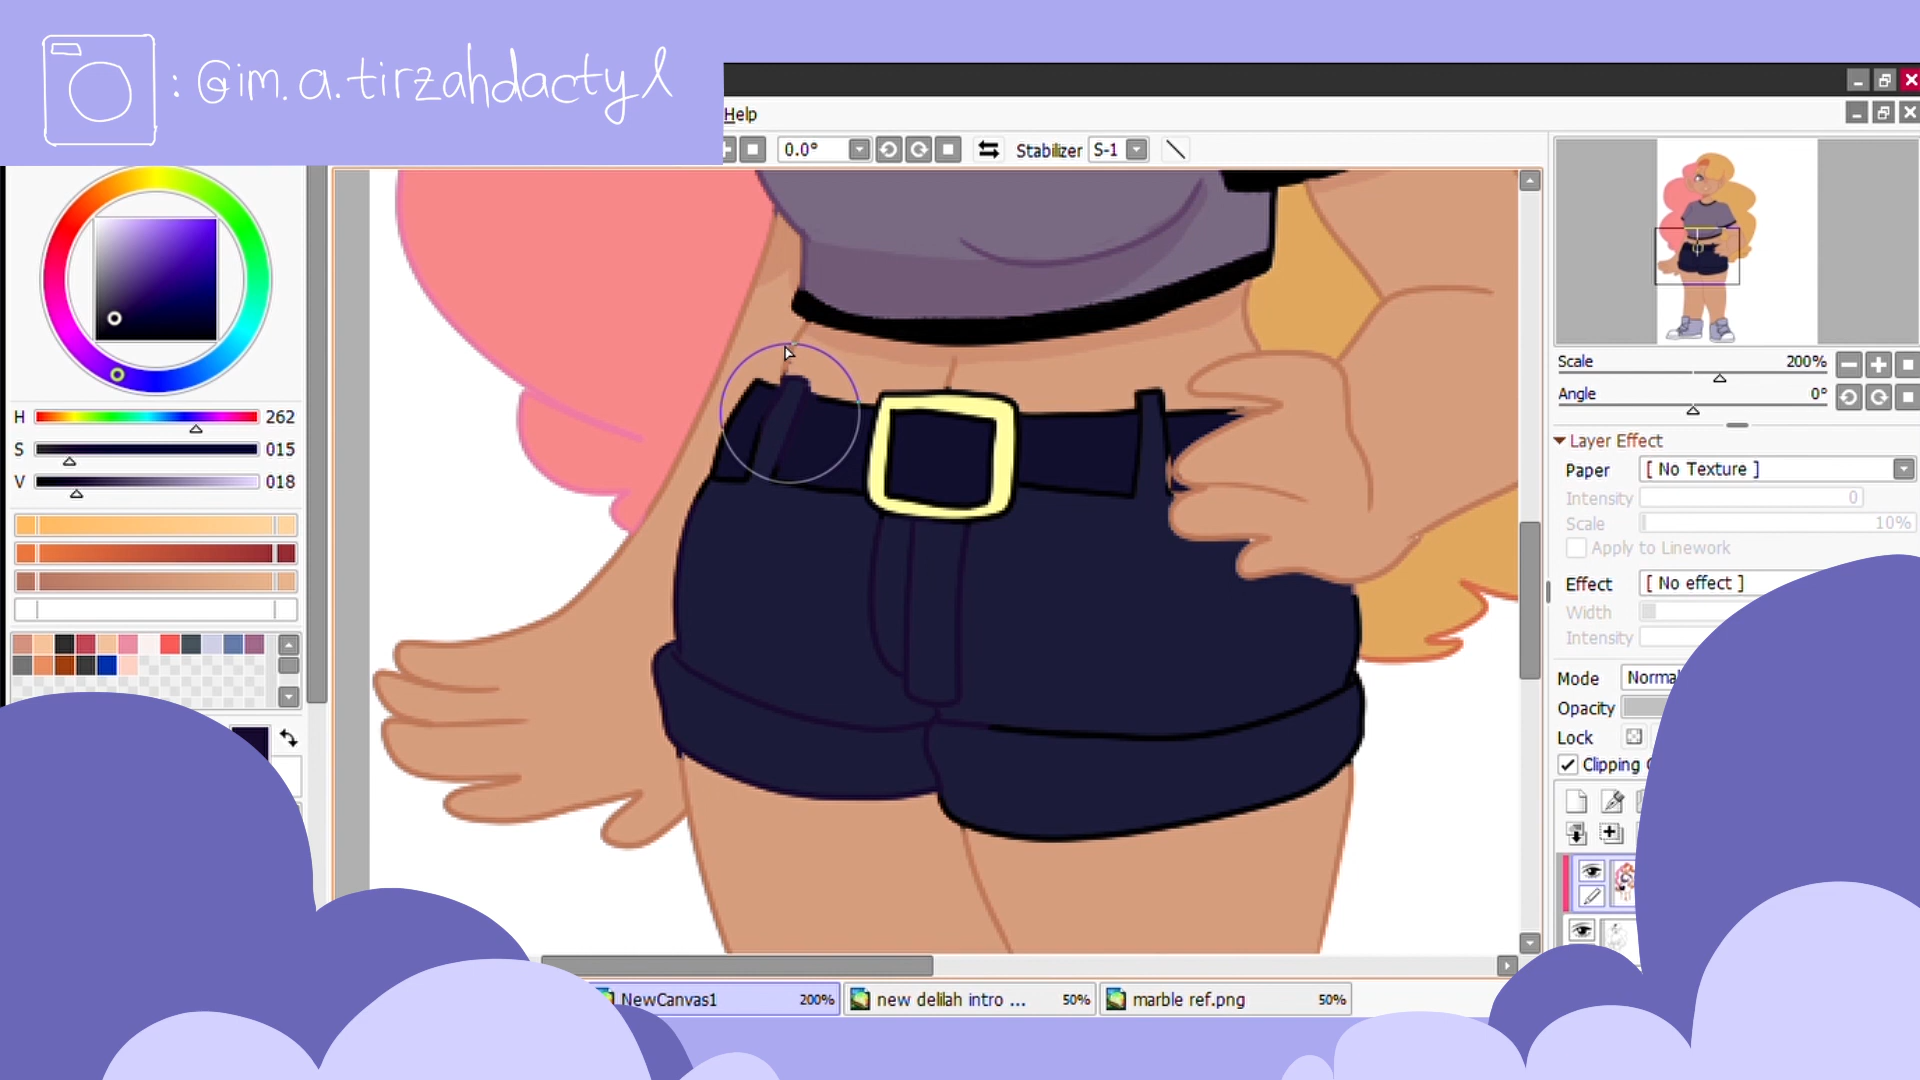 : @im.a.tirzahdactyl
Help
0.0°
Stabilizer S-1
H 262
S 015
V 018
Scale 200%
Angle 0°
Layer Effect
Paper [ No Texture ]
Intensity 0
Scale 10%
Apply to Linework
Effect [ No effect ]
Width
Intensity
Mode Normal
Opacity
Lock
Clipping
NewCanvas1 200%
new delilah intro ... 50%
marble ref.png 50%